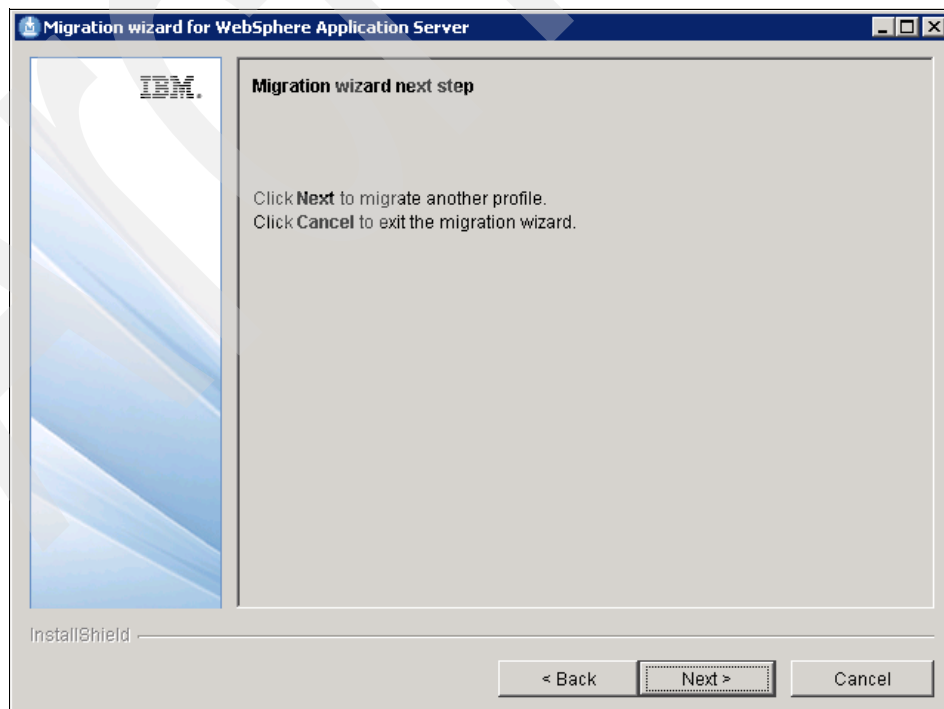 Migration wizard for WebSphere Application Server
IBM.
Migration wizard next step
Click Next to migrate another profile.
Click Cancel to exit the migration wizard.
InstallShield
< Back
Next >
Cancel